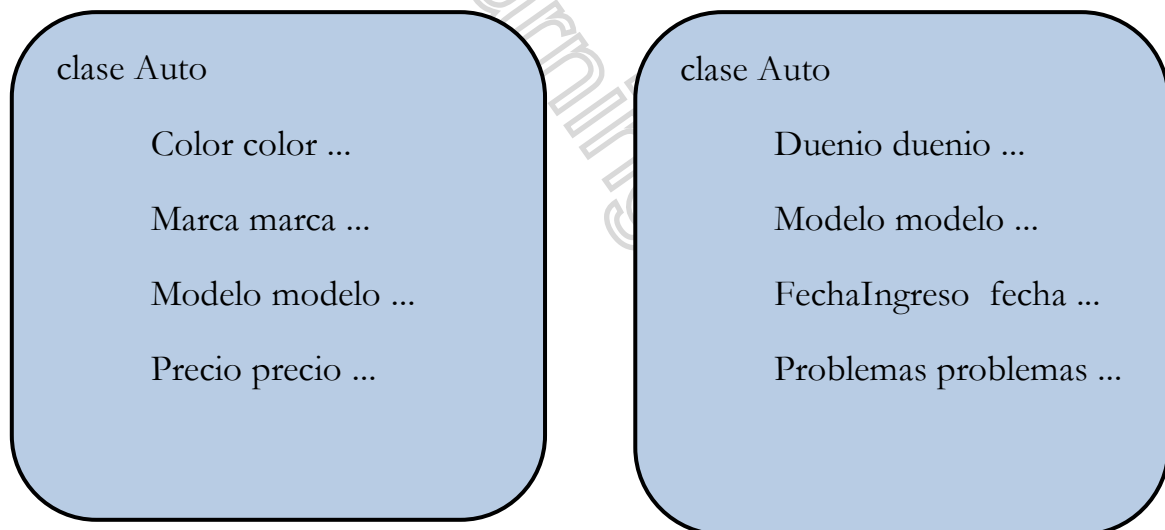 clase Auto
Color color ...
Marca marca ...
Modelo modelo ...
Precio precio ...
clase Auto
Duenio duenio ...
Modelo modelo ...
FechaIngreso  fecha ...
Problemas problemas ...